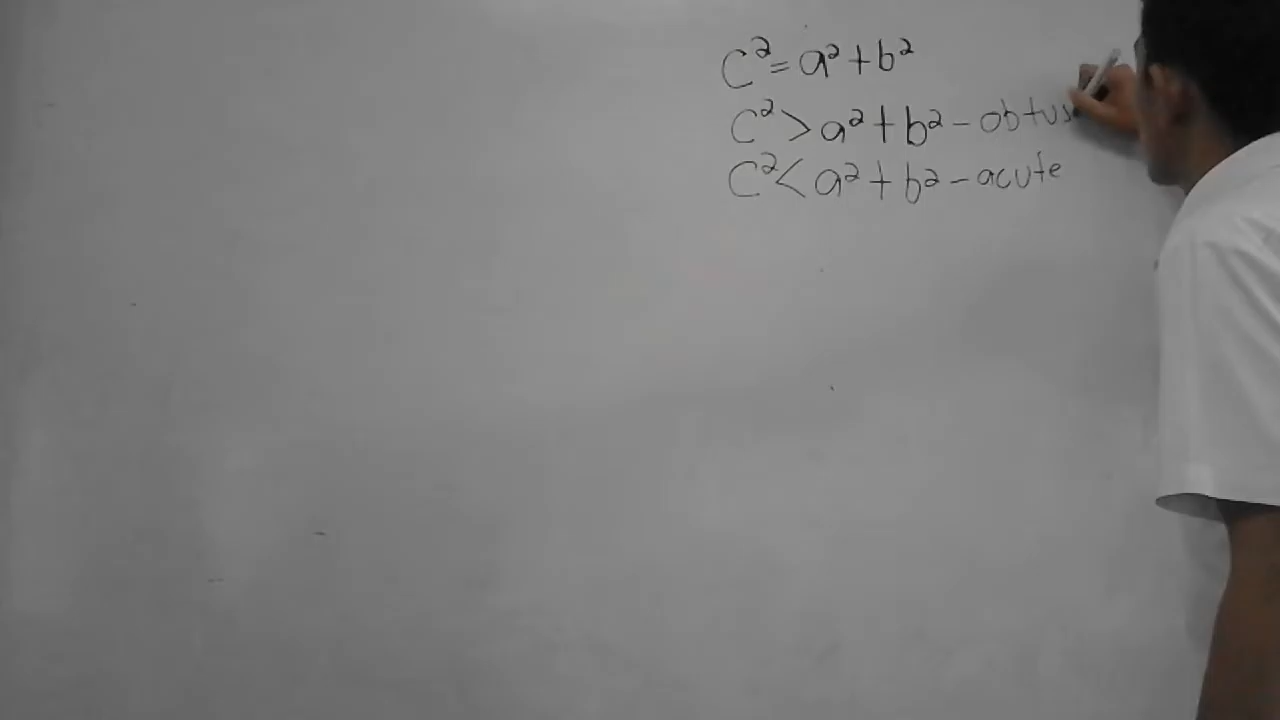 C² = a² + b²
C² > a² + b² - obtus
C² < a² + b² - acute